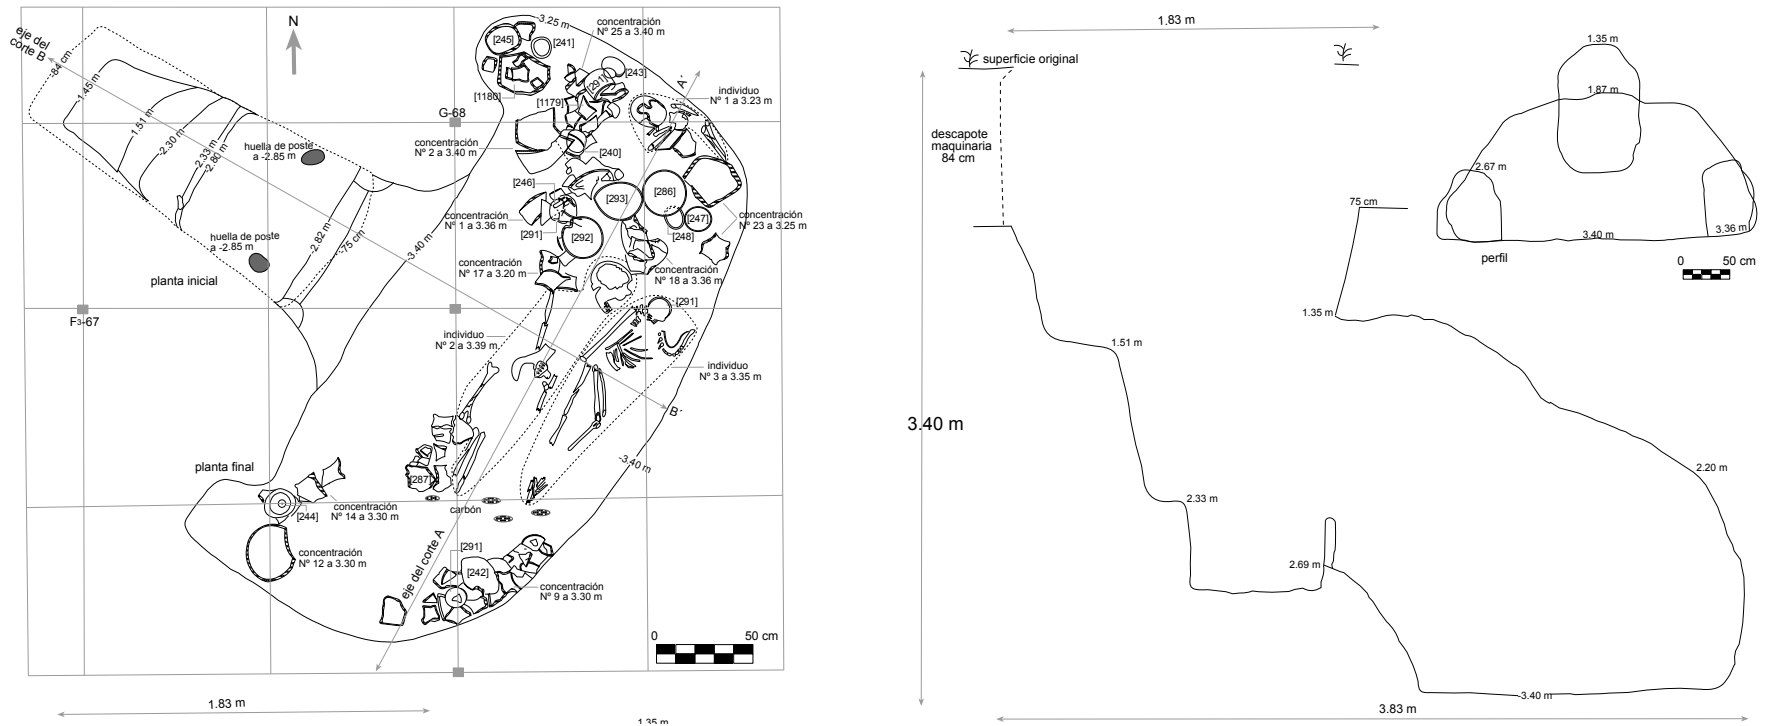 N
eje del
corte B
-84 cm
-1.45 m
-1.51 m
-2.30 m
-2.33 m
-2.80 m
huella de poste
a -2.85 m
huella de poste
a -2.85 m
-2.82 m
-75 cm
planta inicial
G-68
F3-67
-3.25 m
concentración
Nº 25 a 3.40 m
[245]
[241]
[243]
[291]
[1180]
[1179]
A´
individuo
Nº 1 a 3.23 m
concentración
Nº 2 a 3.40 m
[240]
[246]
[293]
[286]
[247]
[248]
concentración
Nº 1 a 3.36 m
[291]
[292]
concentración
Nº 23 a 3.25 m
-3.40 m
concentración
Nº 17 a 3.20 m
concentración
Nº 18 a 3.36 m
[291]
individuo
Nº 2 a 3.39 m
individuo
Nº 3 a 3.35 m
B´
-3.40 m
planta final
[287]
[244]
concentración
Nº 14 a 3.30 m
carbón
concentración
Nº 12 a 3.30 m
eje del corte A
[291]
[242]
concentración
Nº 9 a 3.30 m
0 50 cm
1.83 m
1.35 m
1.83 m
superficie original
descapote
maquinaria
84 cm
3.40 m
75 cm
1.35 m
1.51 m
2.20 m
2.33 m
2.69 m
-3.40 m
3.83 m
1.35 m
1.87 m
2.67 m
3.36 m
3.40 m
perfil
0 50 cm